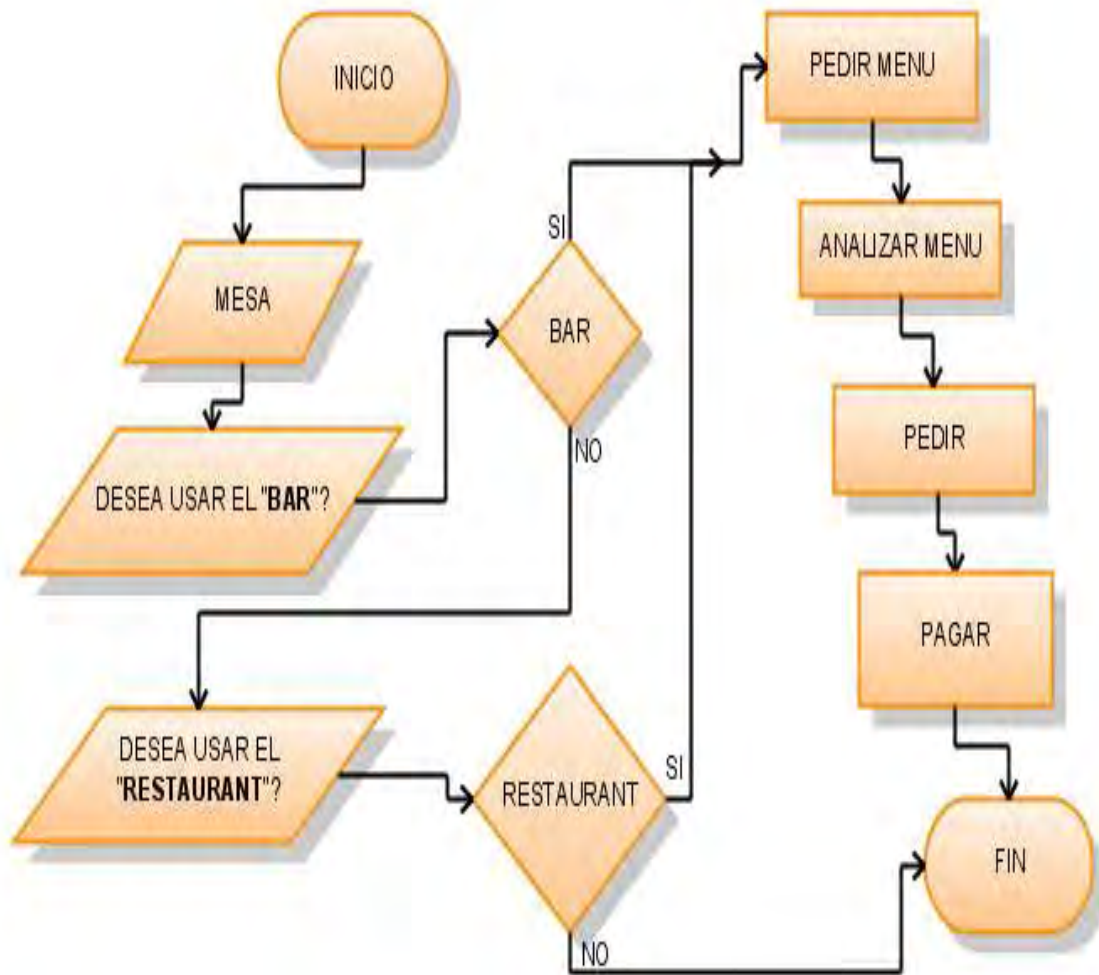 INICIO
MESA
DESEA USAR EL "BAR"?
BAR
SI
NO
DESEA USAR EL
"RESTAURANT"?
RESTAURANT
SI
NO
PEDIR MENU
ANALIZAR MENU
PEDIR
PAGAR
FIN